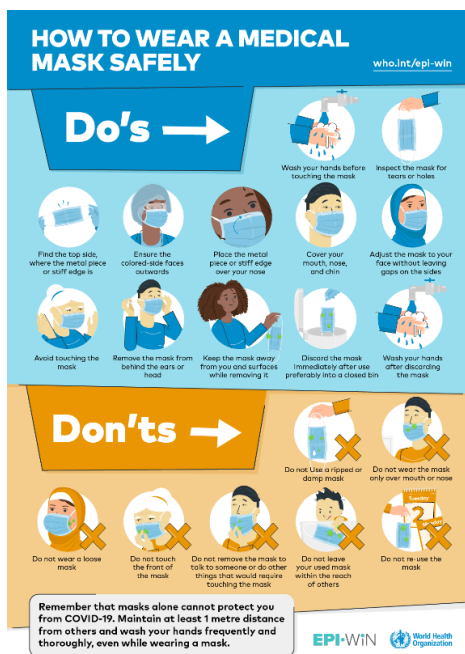 HOW TO WEAR A MEDICAL
MASK SAFELY
who.int/epi-win
Do's
Wash your hands before
touching the mask
Inspect the mask for
tears or holes
Find the top side,
where the metal piece
or stiff edge is
Ensure the
colored-side faces
outwards
Place the metal
piece or stiff edge
over your nose
Cover your
mouth, nose,
and chin
Adjust the mask to your
face without leaving
gaps on the sides
Avoid touching the
mask
Remove the mask from
behind the ears or
head
Keep the mask away
from you and surfaces
while removing it
Discard the mask
immediately after use
preferably into a closed bin
Wash your hands
after discarding
the mask
Don'ts
Do not Use a ripped or
damp mask
Do not wear the mask
only over mouth or nose
Do not wear a loose
mask
Do not touch
the front of
the mask
Do not remove the mask to
talk to someone or do other
things that would require
touching the mask
Do not leave
your used mask
within the reach
of others
Tuesday
2
Do not re-use the
mask
Remember that masks alone cannot protect you
from COVID-19. Maintain at least 1 metre distance
from others and wash your hands frequently and
thoroughly, even while wearing a mask.
EPI-WiN
World Health
Organization